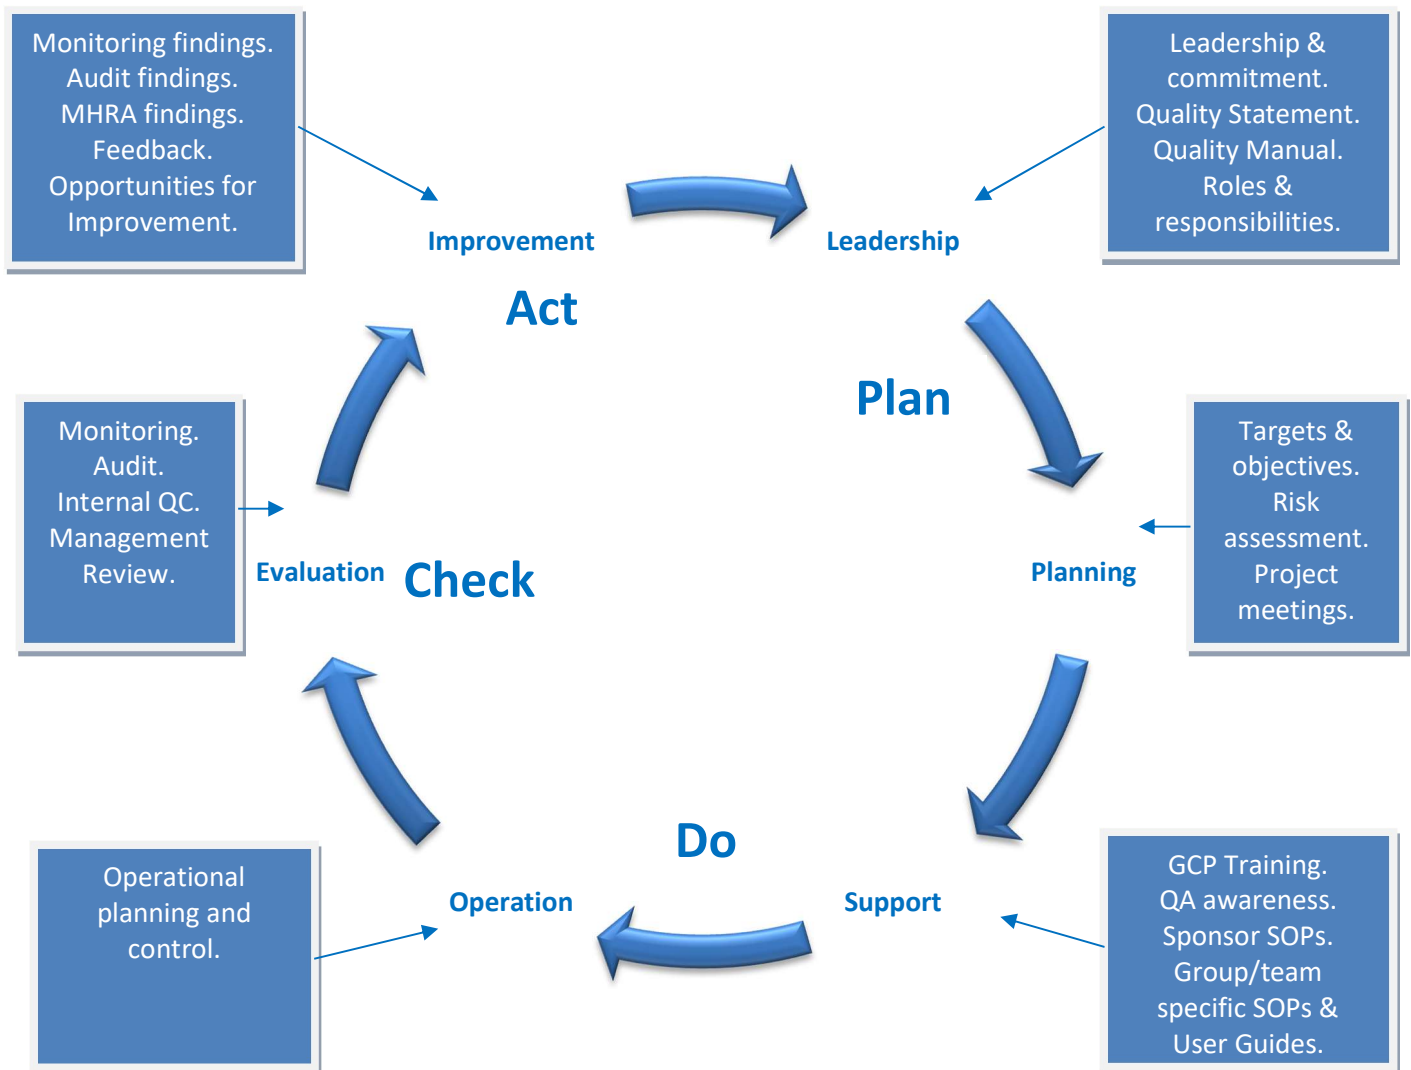 Monitoring findings.
Audit findings.
MHRA findings.
Feedback.
Opportunities for
Improvement.
Leadership &
commitment.
Quality Statement.
Quality Manual.
Roles &
responsibilities.
Improvement
Leadership
Act
Plan
Monitoring.
Audit.
Internal QC.
Management
Review.
Evaluation
Check
Planning
Targets &
objectives.
Risk
assessment.
Project
meetings.
Do
Operational
planning and
control.
Operation
Support
GCP Training.
QA awareness.
Sponsor SOPs.
Group/team
specific SOPs &
User Guides.